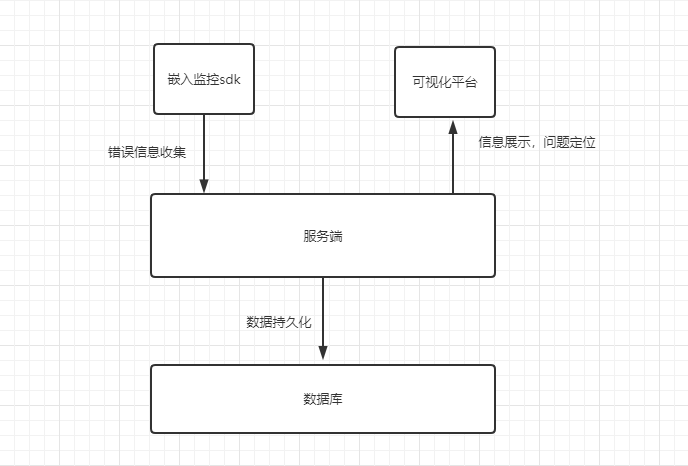 嵌入监控sdk
可视化平台
错误信息收集
信息展示，问题定位
服务端
数据持久化
数据库